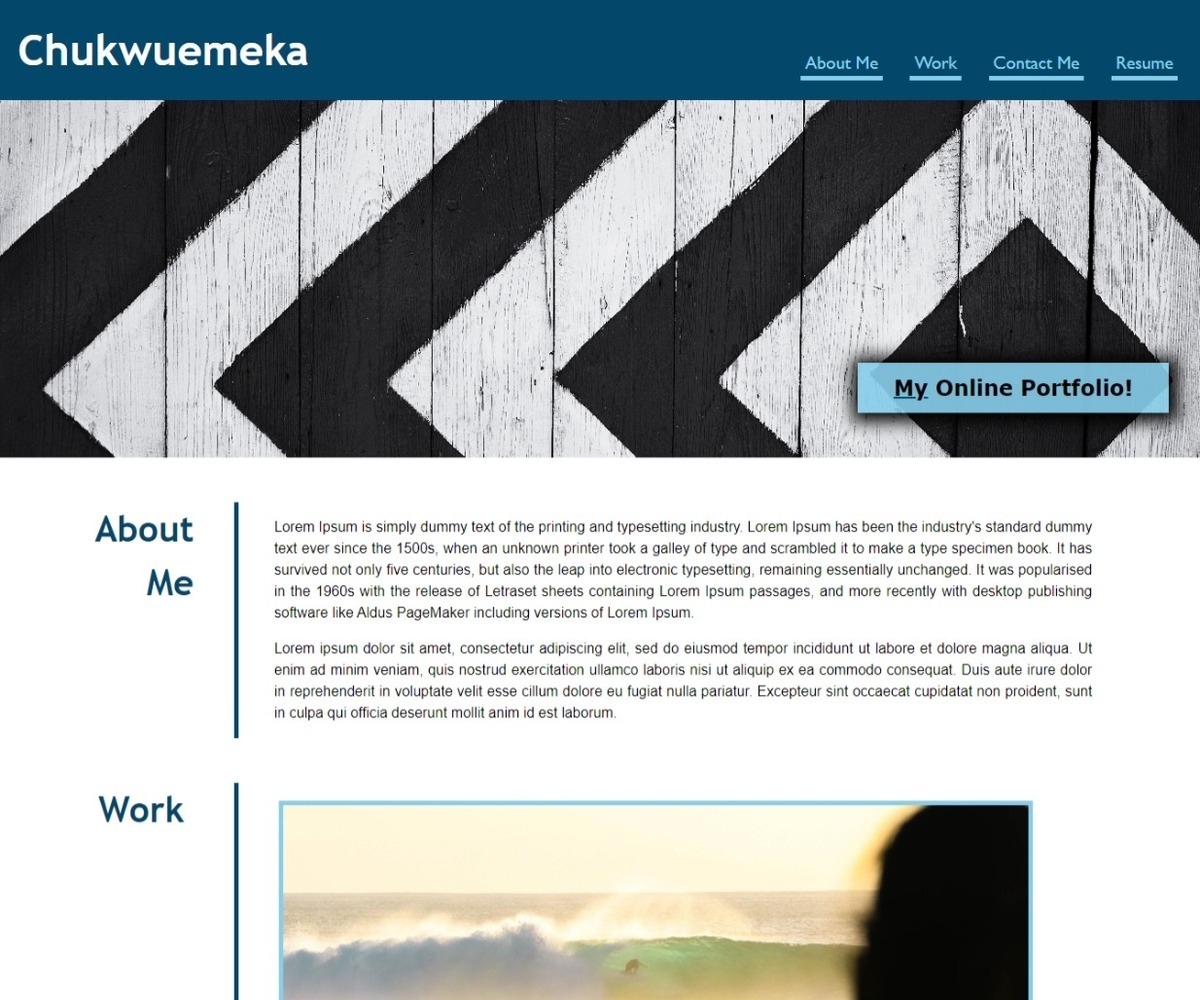 Chukwuemeka
About Me
Work
Contact Me
Resume
My Online Portfolio!
About
Me
Lorem Ipsum is simply dummy text of the printing and typesetting industry. Lorem Ipsum has been the industry's standard dummy
text ever since the 1500s, when an unknown printer took a galley of type and scrambled it to make a type specimen book. It has
survived not only five centuries, but also the leap into electronic typesetting, remaining essentially unchanged. It was popularised
in the 1960s with the release of Letraset sheets containing Lorem Ipsum passages, and more recently with desktop publishing
software like Aldus PageMaker including versions of Lorem Ipsum.
Lorem ipsum dolor sit amet, consectetur adipiscing elit, sed do eiusmod tempor incididunt ut labore et dolore magna aliqua. Ut
enim ad minim veniam, quis nostrud exercitation ullamco laboris nisi ut aliquip ex ea commodo consequat. Duis aute irure dolor
in reprehenderit in voluptate velit esse cillum dolore eu fugiat nulla pariatur. Excepteur sint occaecat cupidatat non proident, sunt
in culpa qui officia deserunt mollit anim id est laborum.
Work